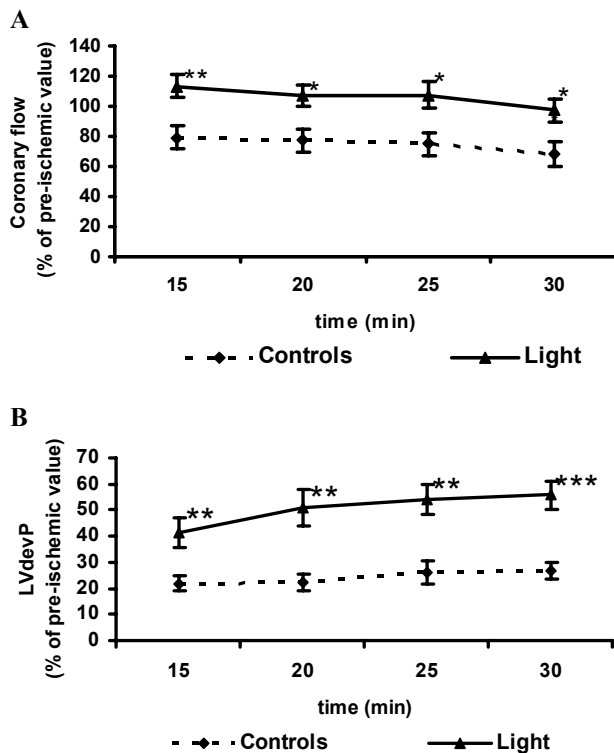 A
Coronary flow
(% of pre-ischemic value)
140
120
100
80
60
40
20
0
**
*
*
*
15 20 25 30
time (min)
Controls Light
B
LVdevP
(% of pre-ischemic value)
70
60
50
40
30
20
10
0
**
**
**
***
15 20 25 30
time (min)
Controls Light